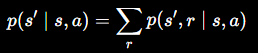 p(s′ | s, a) = ∑_r p(s′, r | s, a)